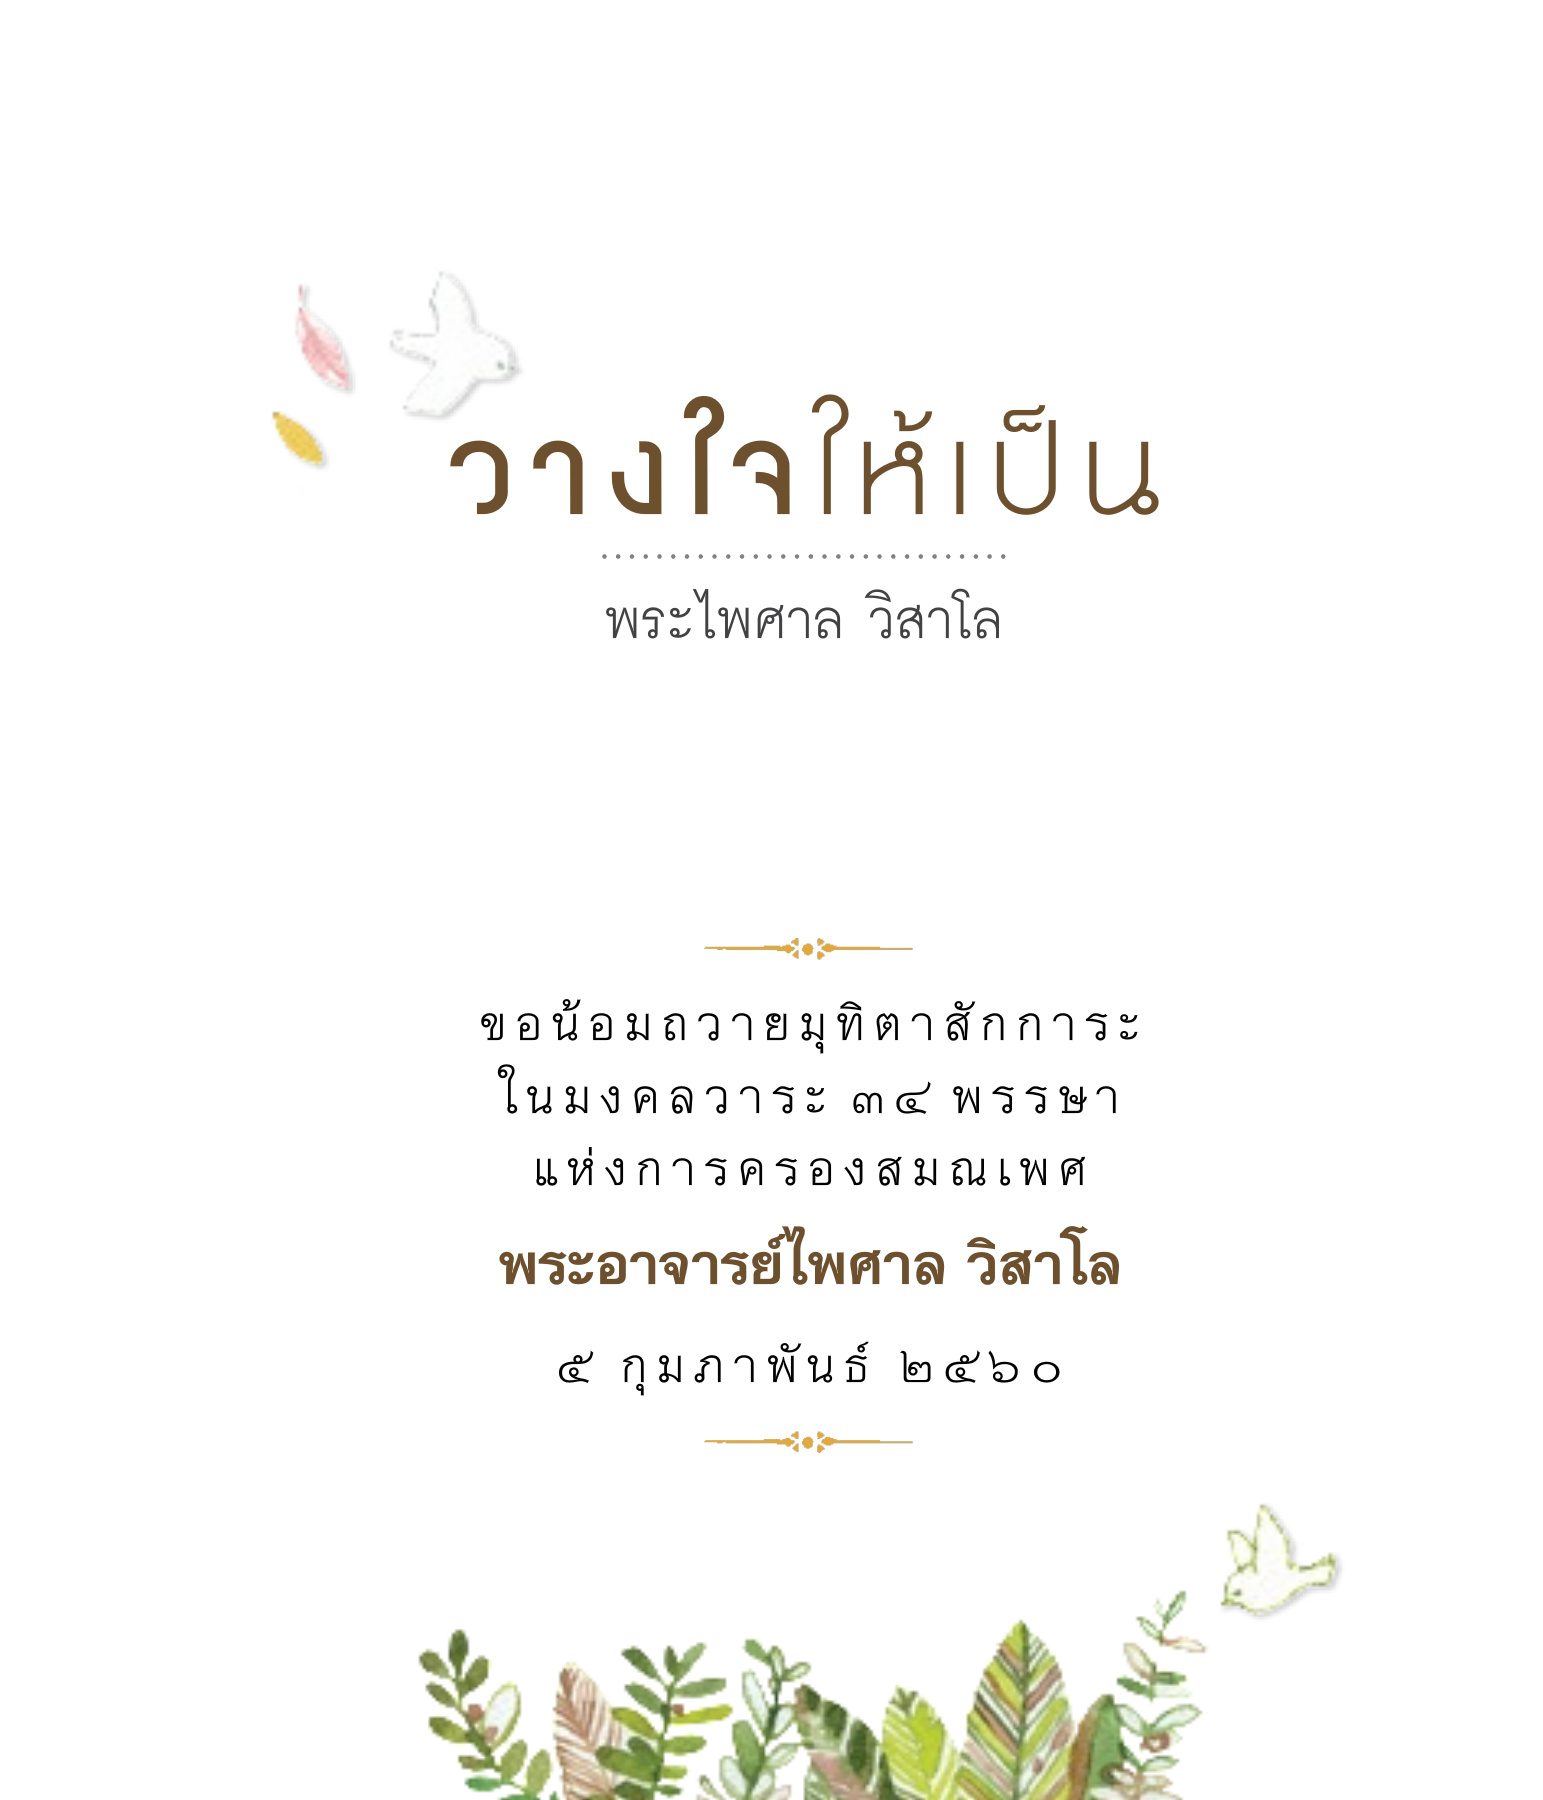 วางใจให้เป็น
พระไพศาล วิสาโล
ขอน้อมถวายมุทิตาสักการะ
ในมงคลวาระ ๓๔ พรรษา
แห่งการครองสมณเพศ
พระอาจารย์ไพศาล วิสาโล
๕ กุมภาพันธ์ ๒๕๖๐